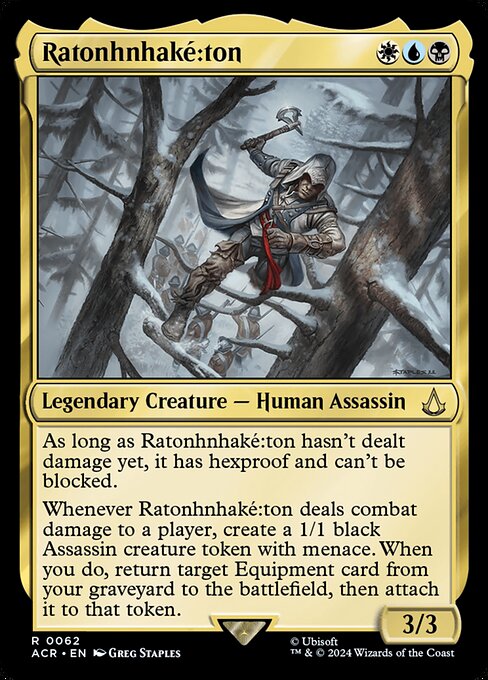 Ratonhnhaké:ton
Legendary Creature — Human Assassin
As long as Ratonhnhaké:ton hasn't dealt
damage yet, it has hexproof and can't be
blocked.
Whenever Ratonhnhaké:ton deals combat
damage to a player, create a 1/1 black
Assassin creature token with menace. When
you do, return target Equipment card from
your graveyard to the battlefield, then attach
it to that token.
3/3
R 0062
ACR • EN Greg Staples
© Ubisoft
™ & © 2024 Wizards of the Coast